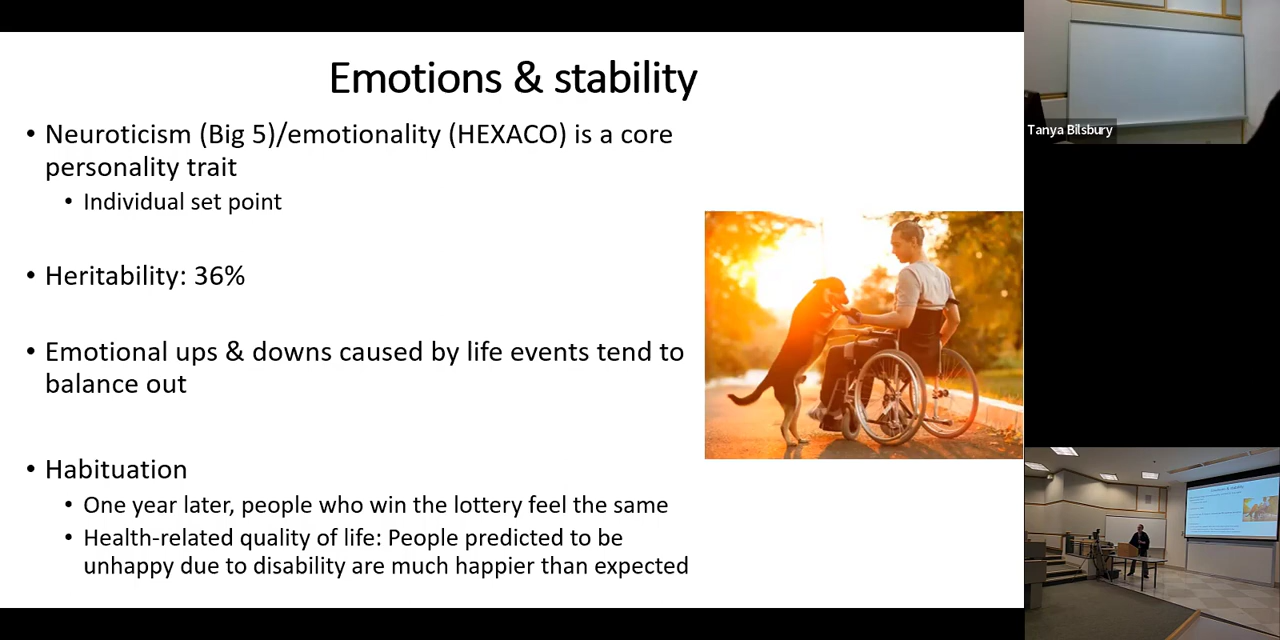 Emotions & stability
• Neuroticism (Big 5)/emotionality (HEXACO) is a core
personality trait
• Individual set point
• Heritability: 36%
• Emotional ups & downs caused by life events tend to
balance out
• Habituation
• One year later, people who win the lottery feel the same
• Health-related quality of life: People predicted to be
unhappy due to disability are much happier than expected
Tanya Bilsbury